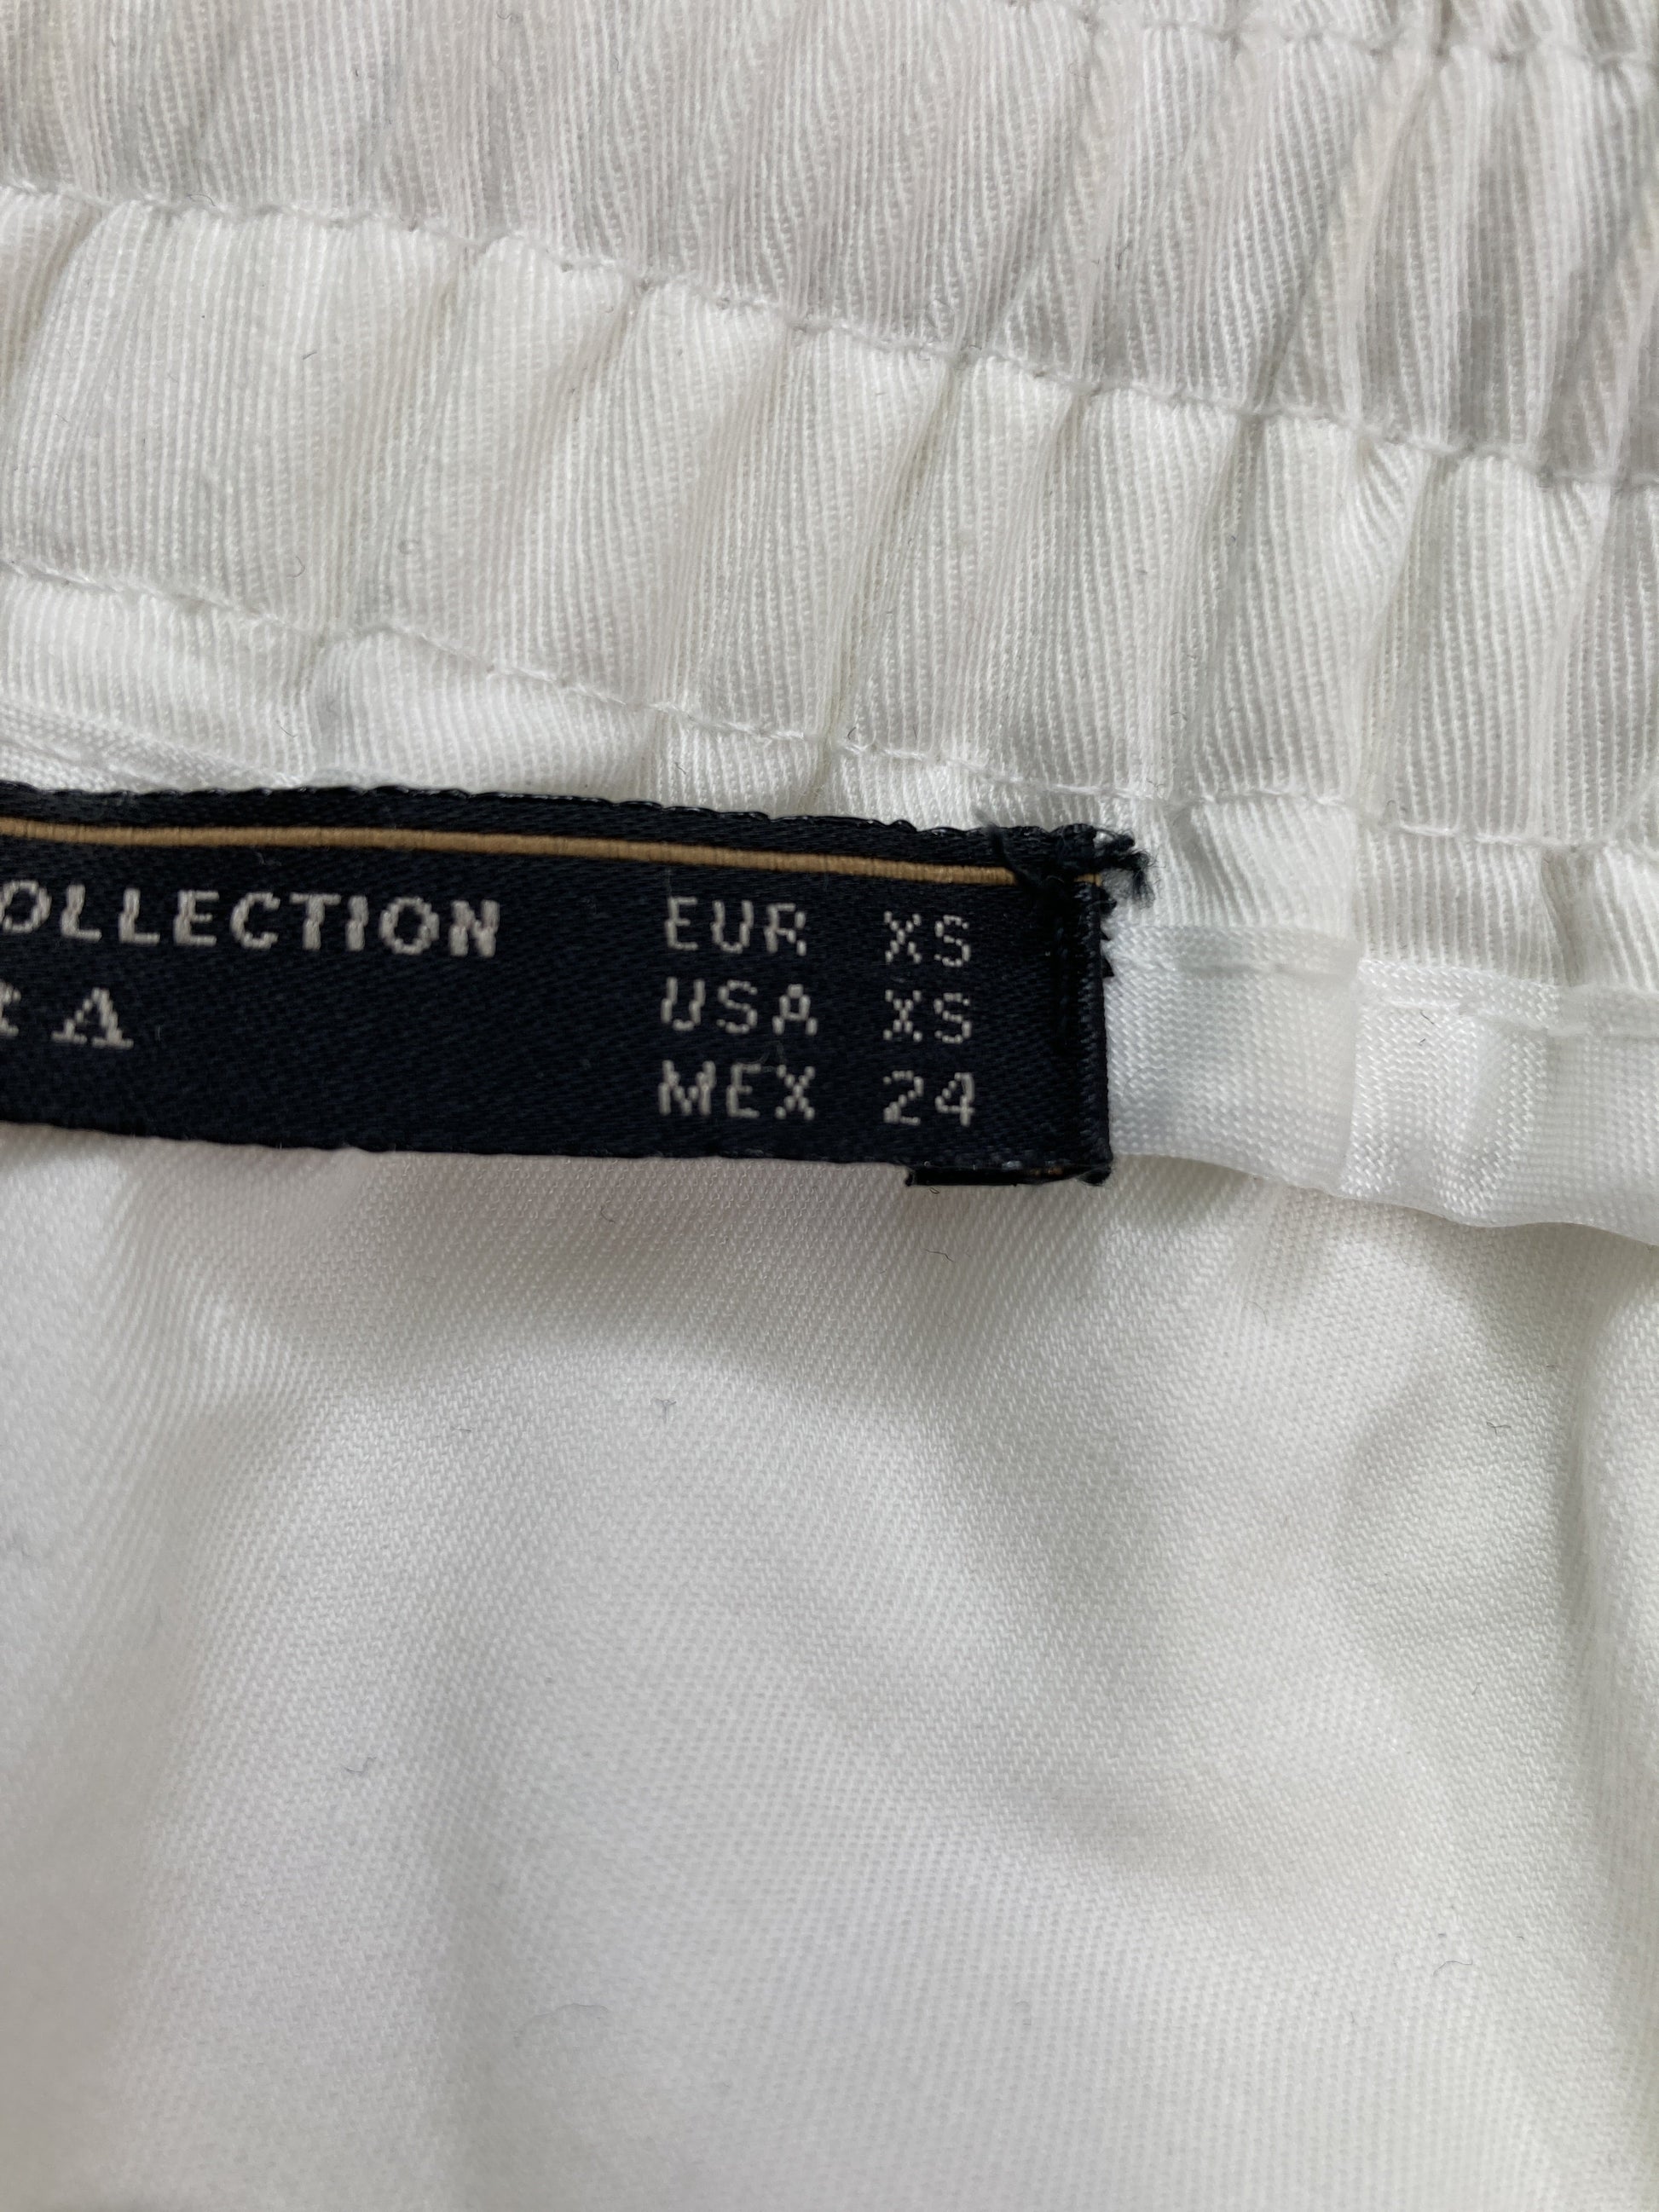 OLLECTION EUR XS
A USA XS
MEX 24